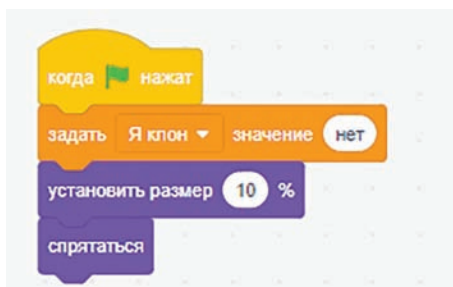 когда нажат
задать Я клон значение нет
установить размер 10 %
спрятаться